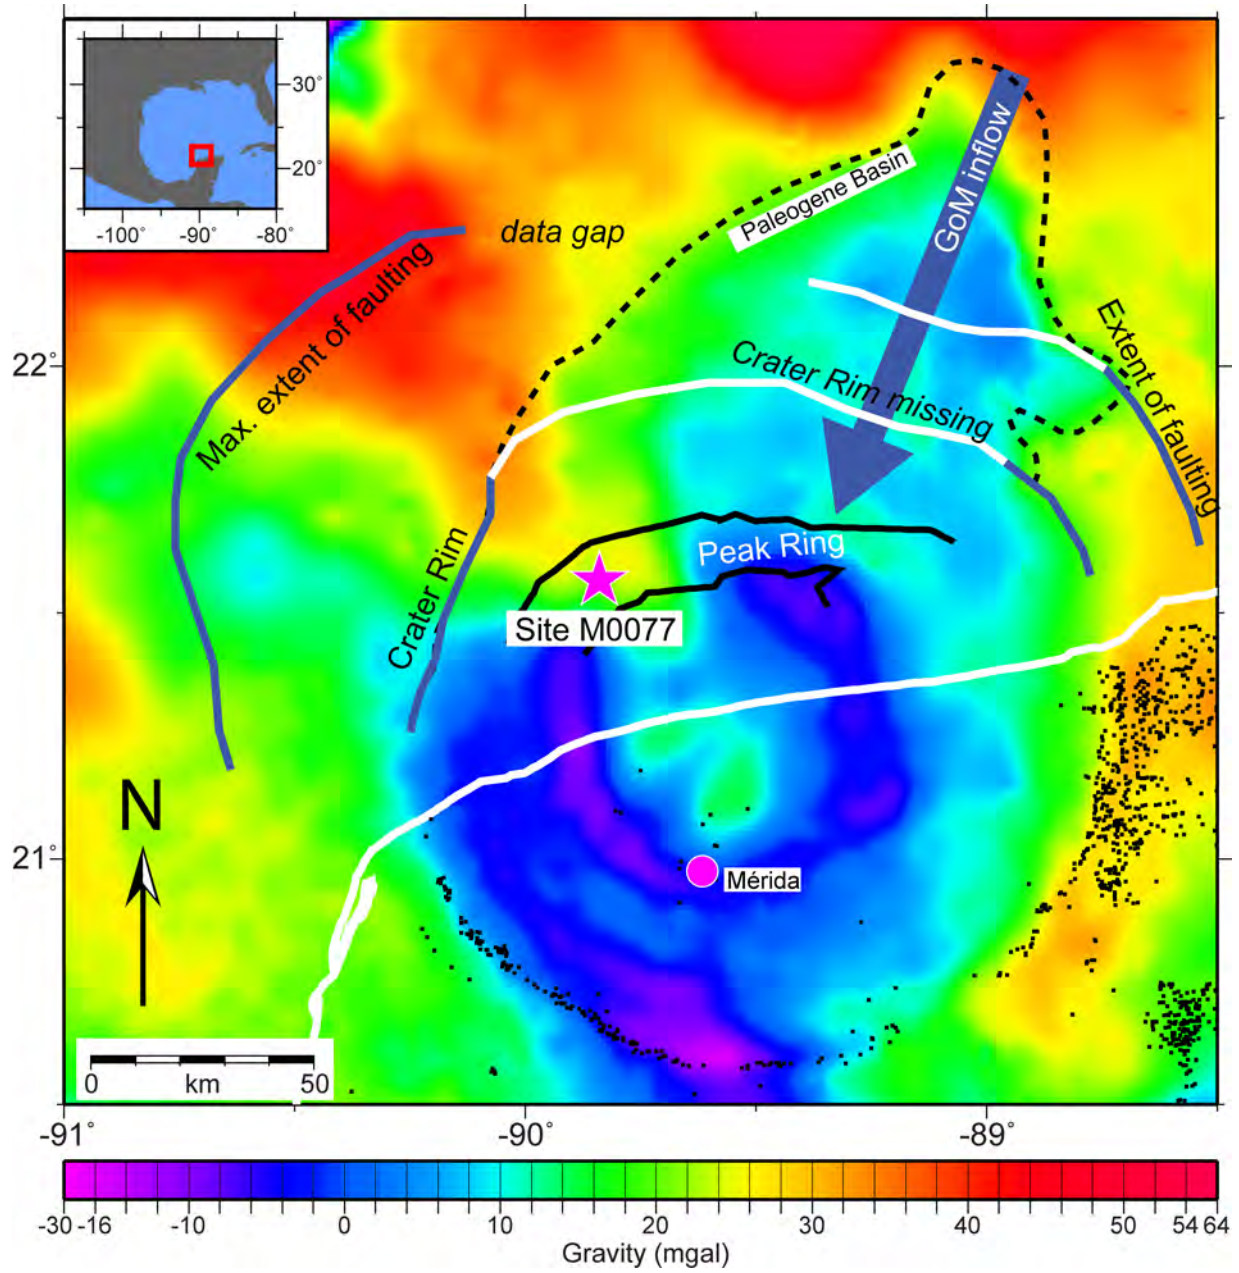 30°
20°
-100° -90° -80°
data gap
Paleogene Basin
GoM inflow
Max. extent of faulting
Extent of faulting
22°
Crater Rim missing
Crater Rim
Peak Ring
Site M0077
N
21°
Mérida
0 km 50
-91° -90° -89°
-30 -16 -10 0 10 20 30 40 50 54 64
Gravity (mgal)